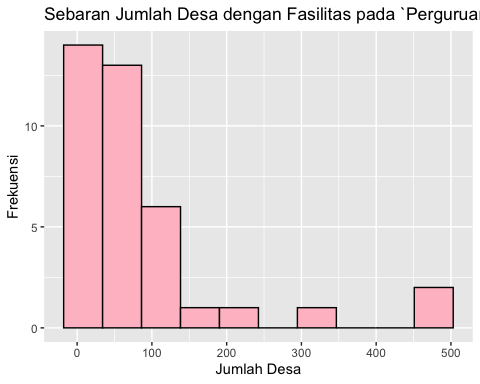 Sebaran Jumlah Desa dengan Fasilitas pada `Perguruan
Frekuensi
10
5
0
0 100 200 300 400 500
Jumlah Desa